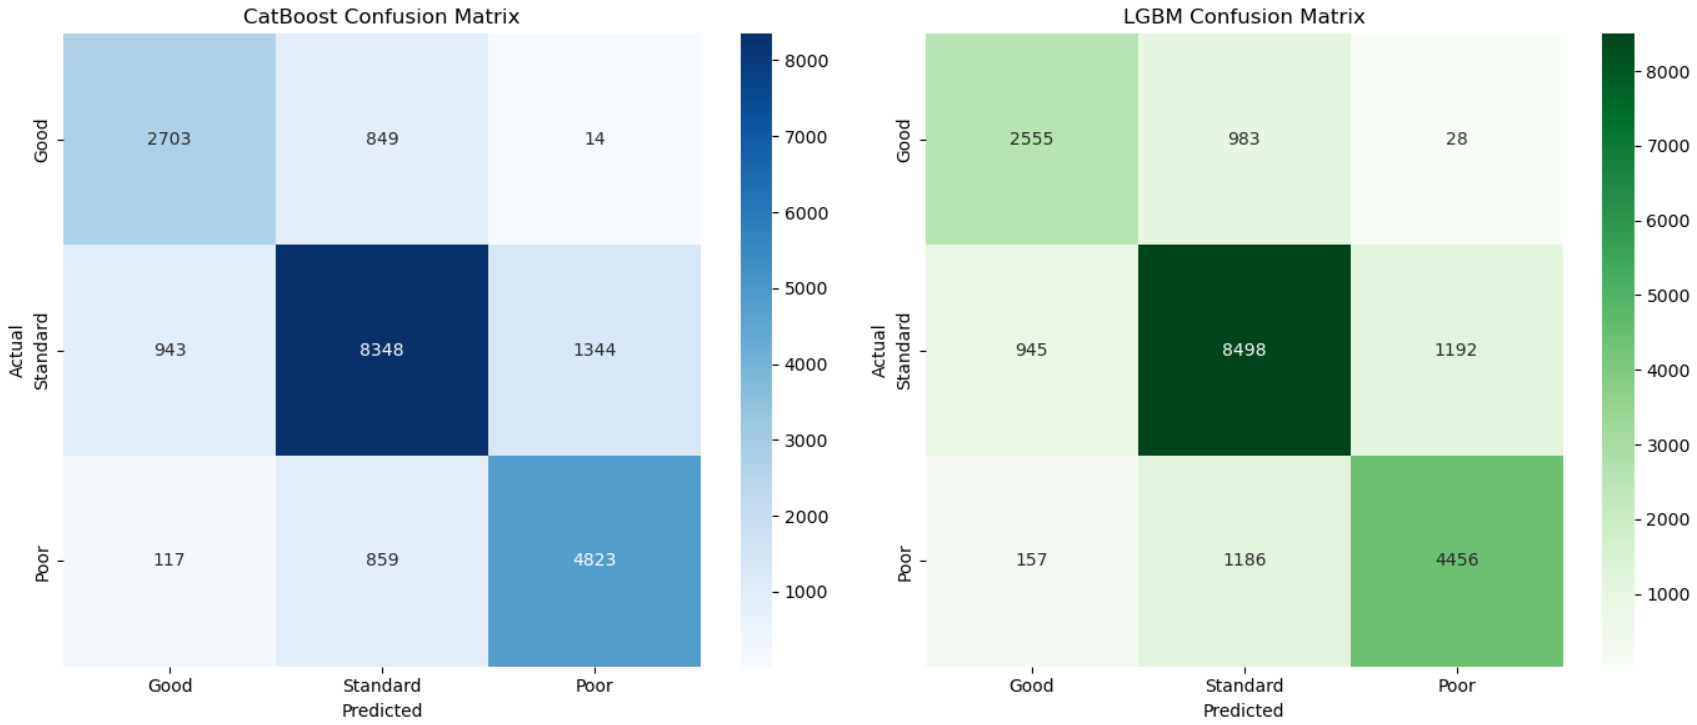 CatBoost Confusion Matrix
Good
Standard
Poor
Actual
2703 849 14
943 8348 1344
117 859 4823
Good Standard Poor
Predicted
8000
7000
6000
5000
4000
3000
2000
1000
LGBM Confusion Matrix
Good
Standard
Poor
Actual
2555 983 28
945 8498 1192
157 1186 4456
Good Standard Poor
Predicted
8000
7000
6000
5000
4000
3000
2000
1000